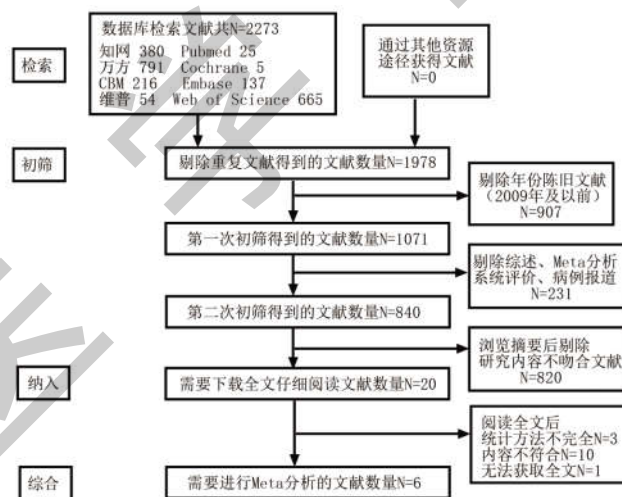 数据库检索文献共N=2273
知网 380 Pubmed 25
万方 791 Cochrane 5
CBM 216 Embase 137
维普 54 Web of Science 665
通过其他资源
途径获得文献
N=0
检索
初筛
剔除重复文献得到的文献数量N=1978
剔除年份陈旧文献
(2009年及以前)
N=907
第一次初筛得到的文献数量N=1071
剔除综述、Meta分析
系统评价、病例报道
N=231
第二次初筛得到的文献数量N=840
浏览摘要后剔除
研究内容不吻合文献
N=820
纳入
需要下载全文仔细阅读文献数量N=20
阅读全文后
统计方法不完全N=3
内容不符合N=10
无法获取全文N=1
综合
需要进行Meta分析的文献数量N=6